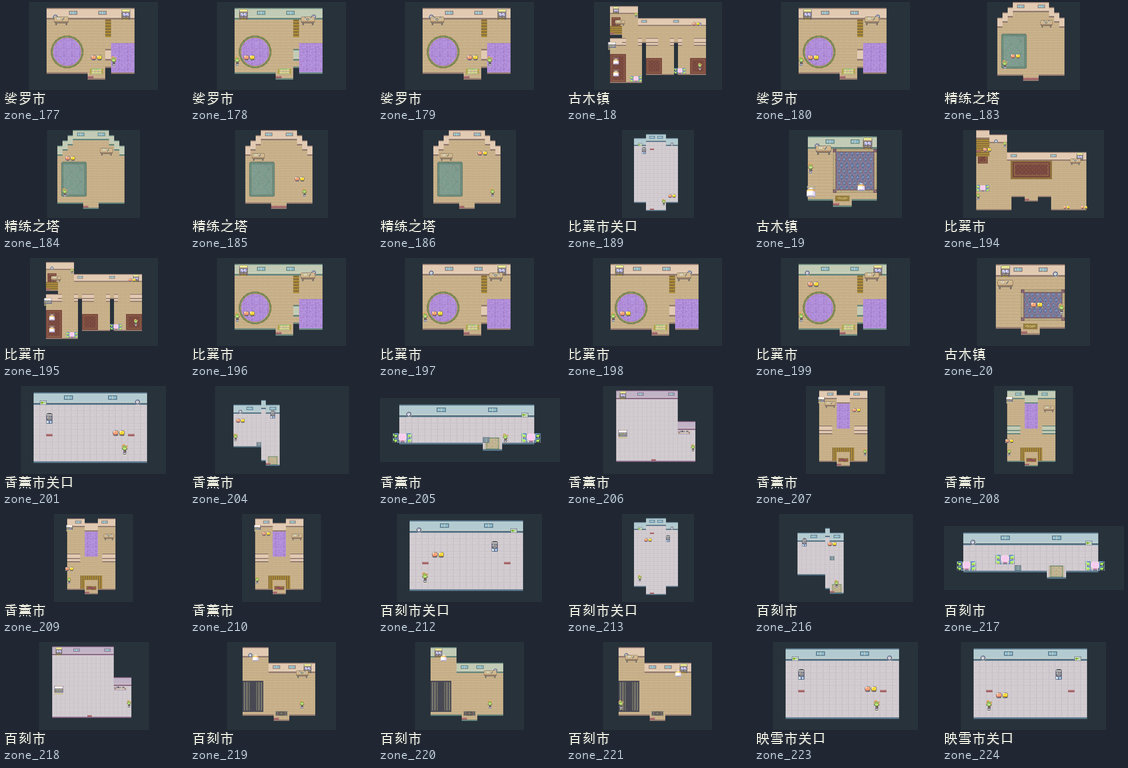 娑罗市
zone_177
娑罗市
zone_178
娑罗市
zone_179
古木镇
zone_18
娑罗市
zone_180
精练之塔
zone_183
精练之塔
zone_184
精练之塔
zone_185
精练之塔
zone_186
比翼市关口
zone_189
古木镇
zone_19
比翼市
zone_194
比翼市
zone_195
比翼市
zone_196
比翼市
zone_197
比翼市
zone_198
比翼市
zone_199
古木镇
zone_20
香薰市关口
zone_201
香薰市
zone_204
香薰市
zone_205
香薰市
zone_206
香薰市
zone_207
香薰市
zone_208
香薰市
zone_209
香薰市
zone_210
百刻市关口
zone_212
百刻市关口
zone_213
百刻市
zone_216
百刻市
zone_217
百刻市
zone_218
百刻市
zone_219
百刻市
zone_220
百刻市
zone_221
映雪市关口
zone_223
映雪市关口
zone_224